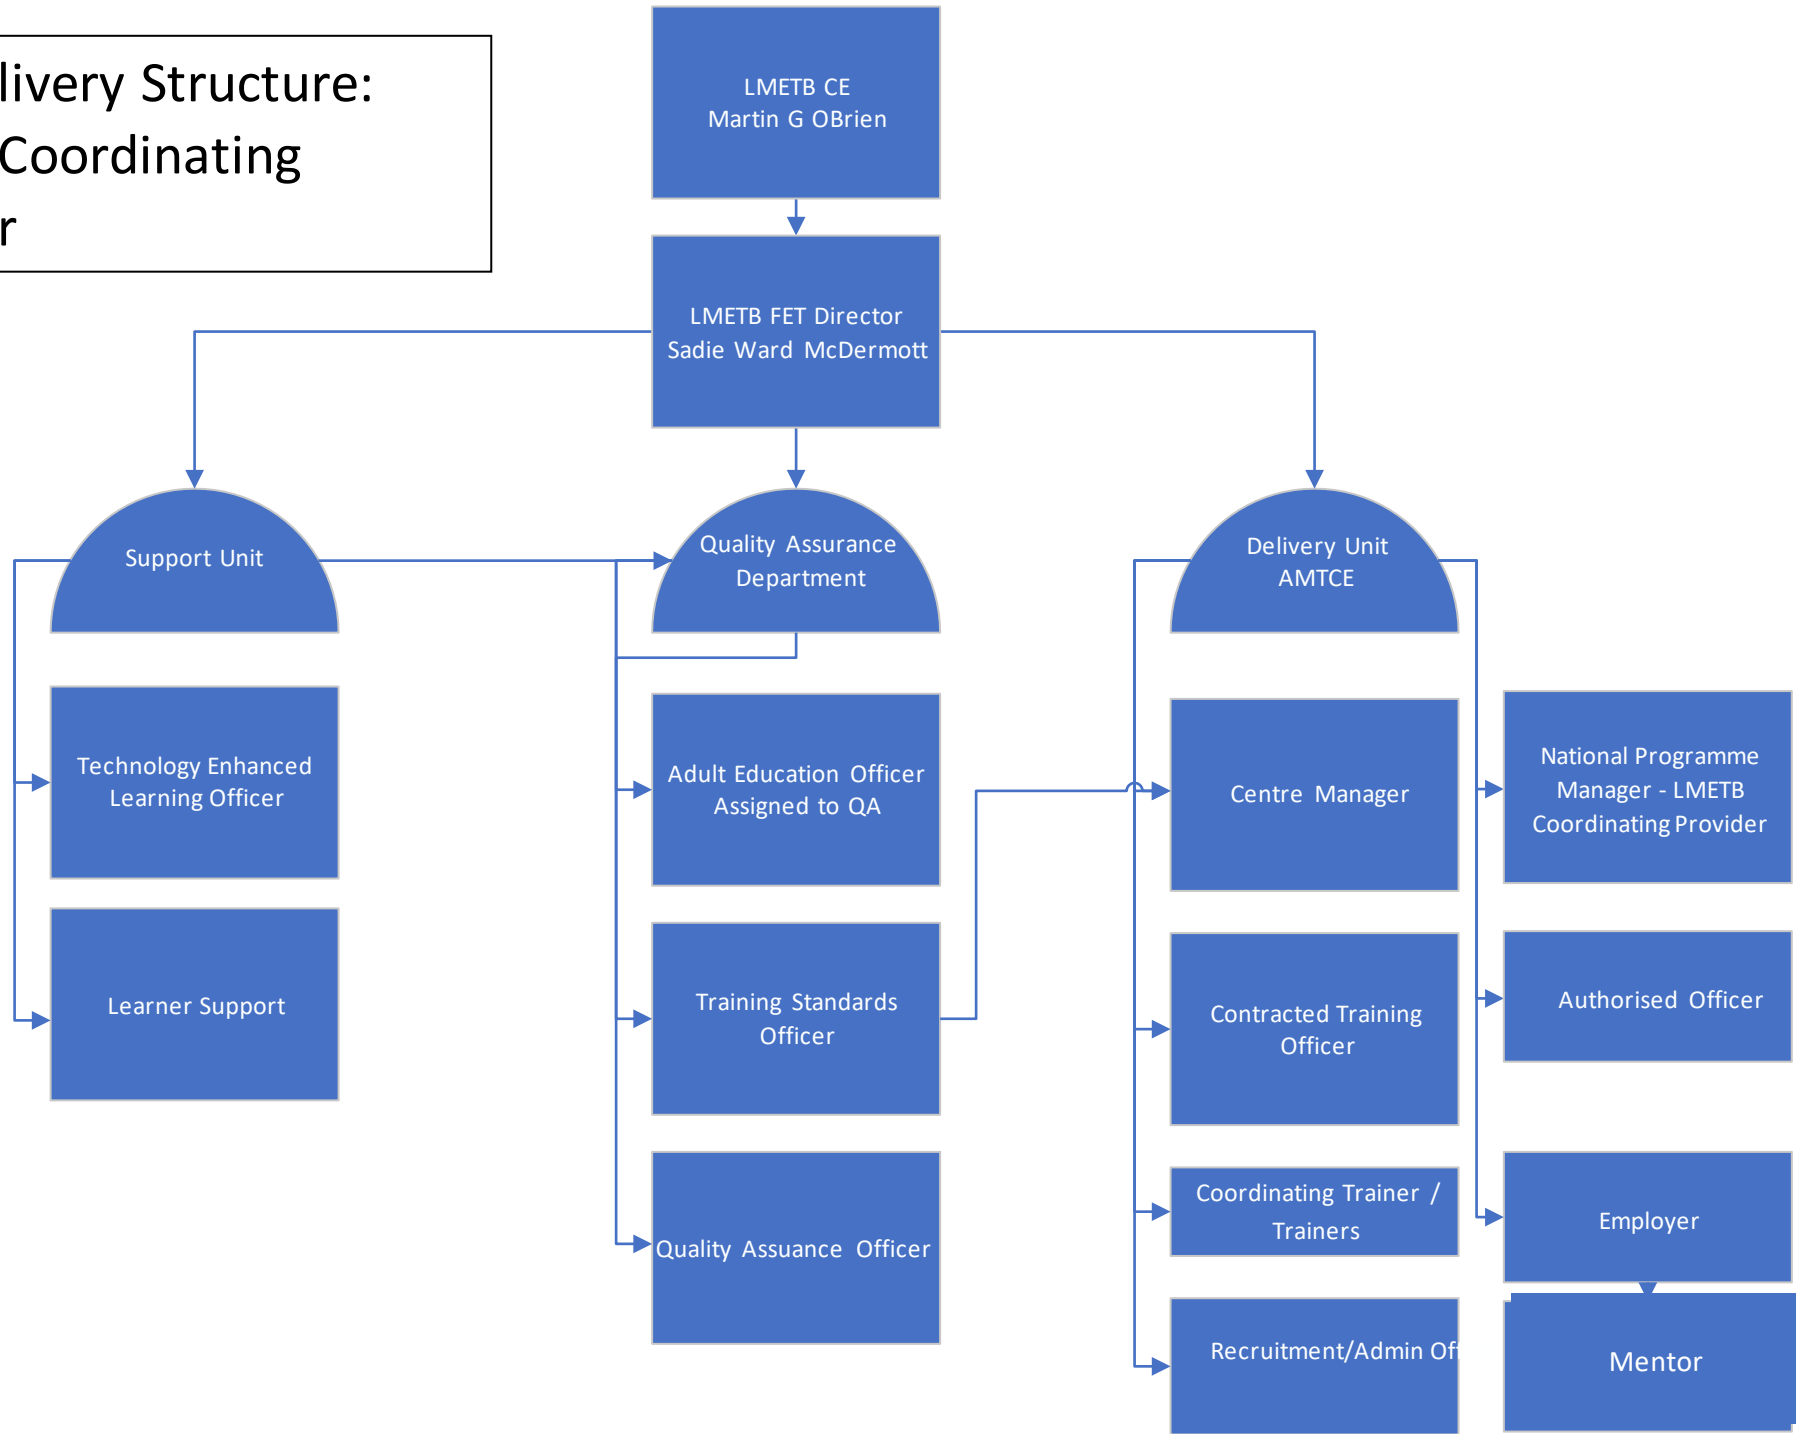 livery Structure:
Coordinating
r
LMETB CE
Martin G OBrien
LMETB FET Director
Sadie Ward McDermott
Support Unit
Quality Assurance
Department
Delivery Unit
AMTCE
Technology Enhanced
Learning Officer
Adult Education Officer
Assigned to QA
Centre Manager
National Programme
Manager - LMETB
Coordinating Provider
Learner Support
Training Standards
Officer
Contracted Training
Officer
Authorised Officer
Quality Assuance Officer
Coordinating Trainer /
Trainers
Employer
Recruitment/Admin Off
Mentor